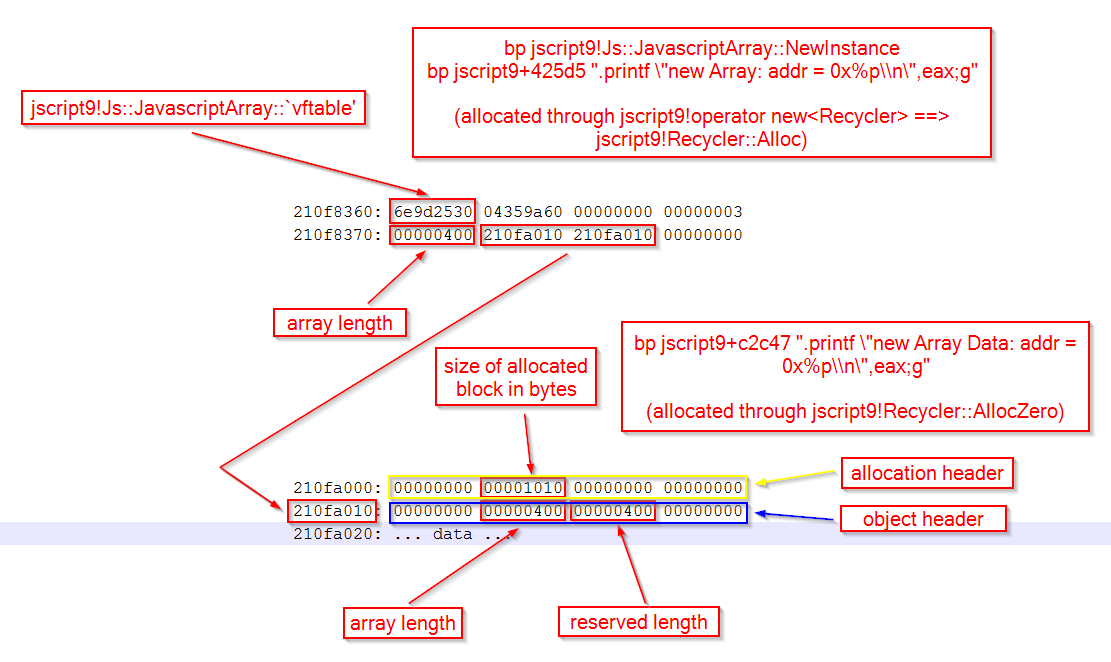 bp jscript9!Js::JavascriptArray::NewInstance
bp jscript9+425d5 ".printf \"new Array: addr = 0x%p\\n\",eax;g"
(allocated through jscript9!operator new<Recycler> ==>
jscript9!Recycler::Alloc)
jscript9!Js::JavascriptArray::`vftable'
210f8360: 6e9d2530 04359a60 00000000 00000003
210f8370: 00000400 210fa010 210fa010 00000000
array length
bp jscript9+c2c47 ".printf \"new Array Data: addr =
0x%p\\n\",eax;g"
(allocated through jscript9!Recycler::AllocZero)
size of allocated
block in bytes
allocation header
210fa000: 00000000 00001010 00000000 00000000
210fa010: 00000000 00000400 00000400 00000000
object header
210fa020: ... data ...
array length
reserved length